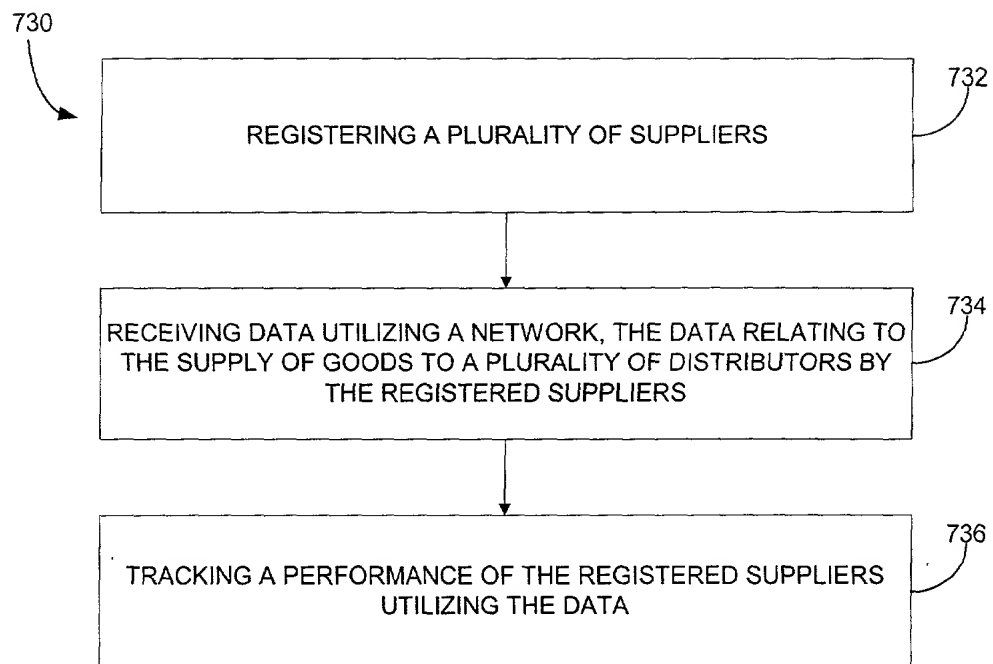 730
732
REGISTERING A PLURALITY OF SUPPLIERS
734
RECEIVING DATA UTILIZING A NETWORK, THE DATA RELATING TO
THE SUPPLY OF GOODS TO A PLURALITY OF DISTRIBUTORS BY
THE REGISTERED SUPPLIERS
736
TRACKING A PERFORMANCE OF THE REGISTERED SUPPLIERS
UTILIZING THE DATA